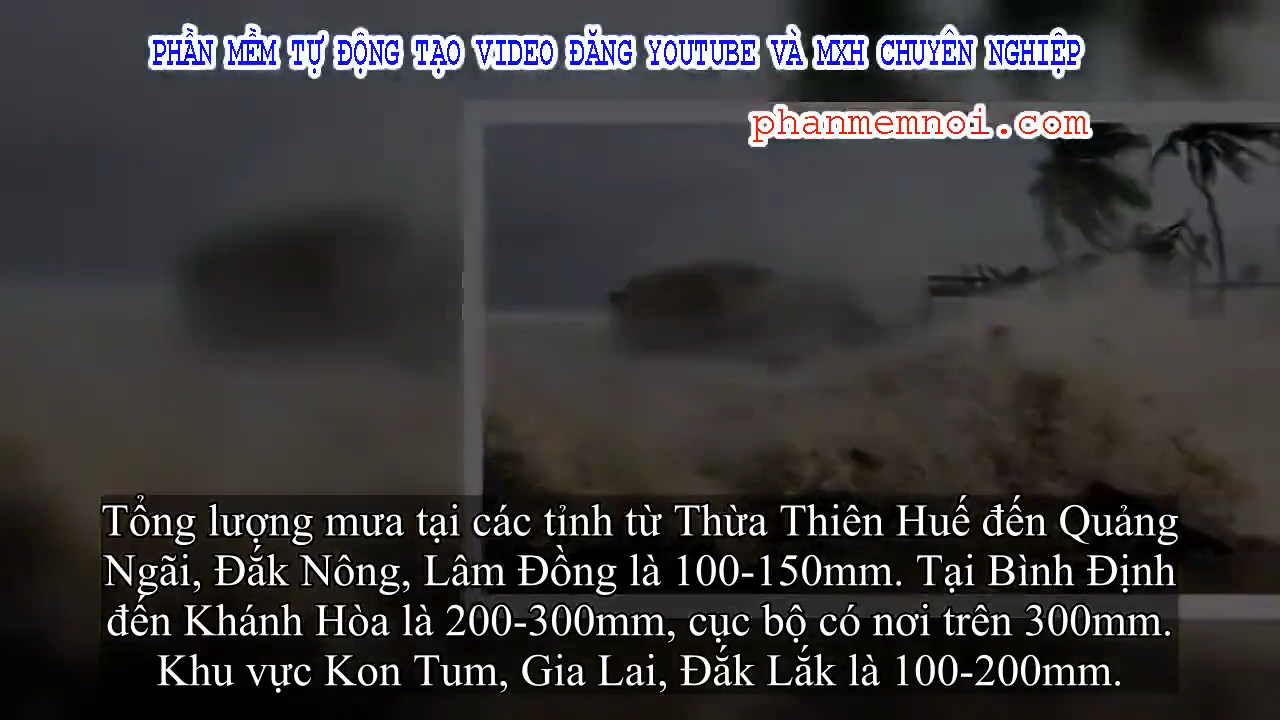 PHẦN MỀM TỰ ĐỘNG TẠO VIDEO ĐĂNG YOUTUBE VÀ MXH CHUYÊN NGHIỆP
phanmemnoi.com
Tổng lượng mưa tại các tỉnh từ Thừa Thiên Huế đến Quảng
Ngãi, Đắk Nông, Lâm Đồng là 100-150mm. Tại Bình Định
đến Khánh Hòa là 200-300mm, cục bộ có nơi trên 300mm.
Khu vực Kon Tum, Gia Lai, Đắk Lắk là 100-200mm.